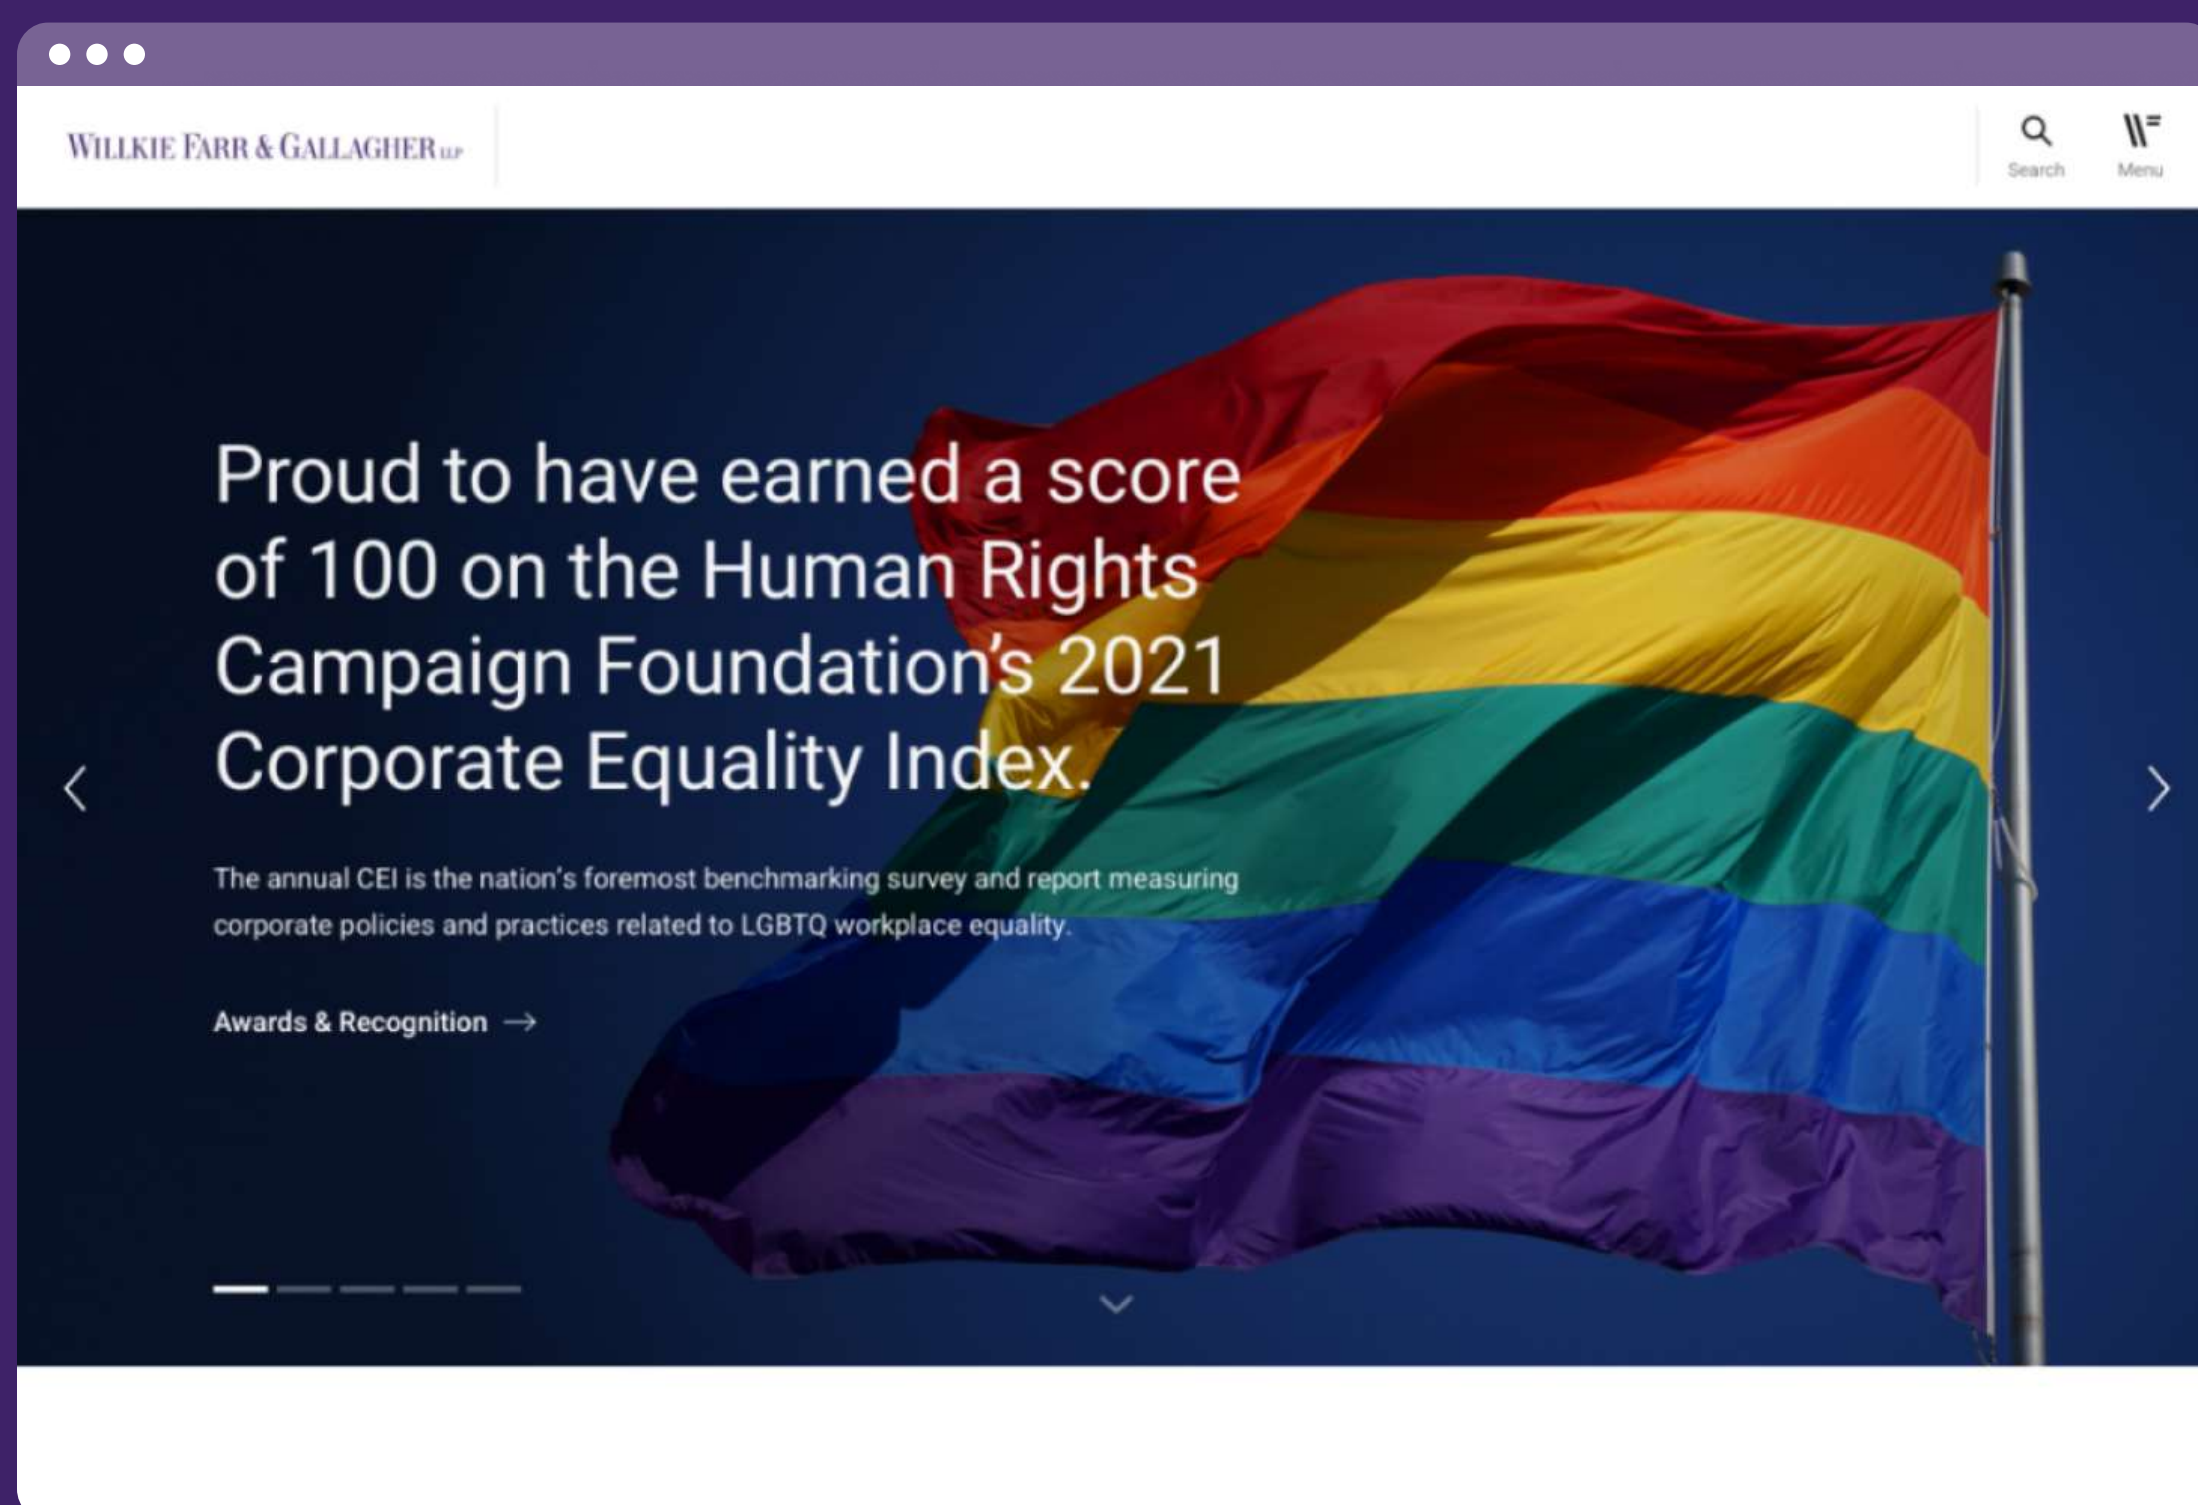 WILLKIE FARR & GALLAGHER LLP
Search
Menu
Proud to have earned a score
of 100 on the Human Rights
Campaign Foundation's 2021
Corporate Equality Index.
The annual CEI is the nation's foremost benchmarking survey and report measuring
corporate policies and practices related to LGBTQ workplace equality.
Awards & Recognition →